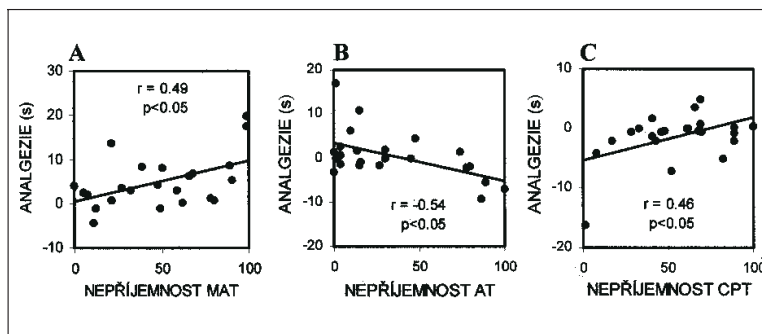 A
ANALGEZIE (s)
30
20
10
0
-10
r = 0.49
p<0.05
0
50
100
NEPŘÍJEMNOST MAT
B
ANALGEZIE (s)
20
10
0
-10
-20
r = -0.54
p<0.05
0
50
100
NEPŘÍJEMNOST AT
C
ANALGEZIE (s)
10
0
-10
-20
r = 0.46
p<0.05
0
50
100
NEPŘÍJEMNOST CPT